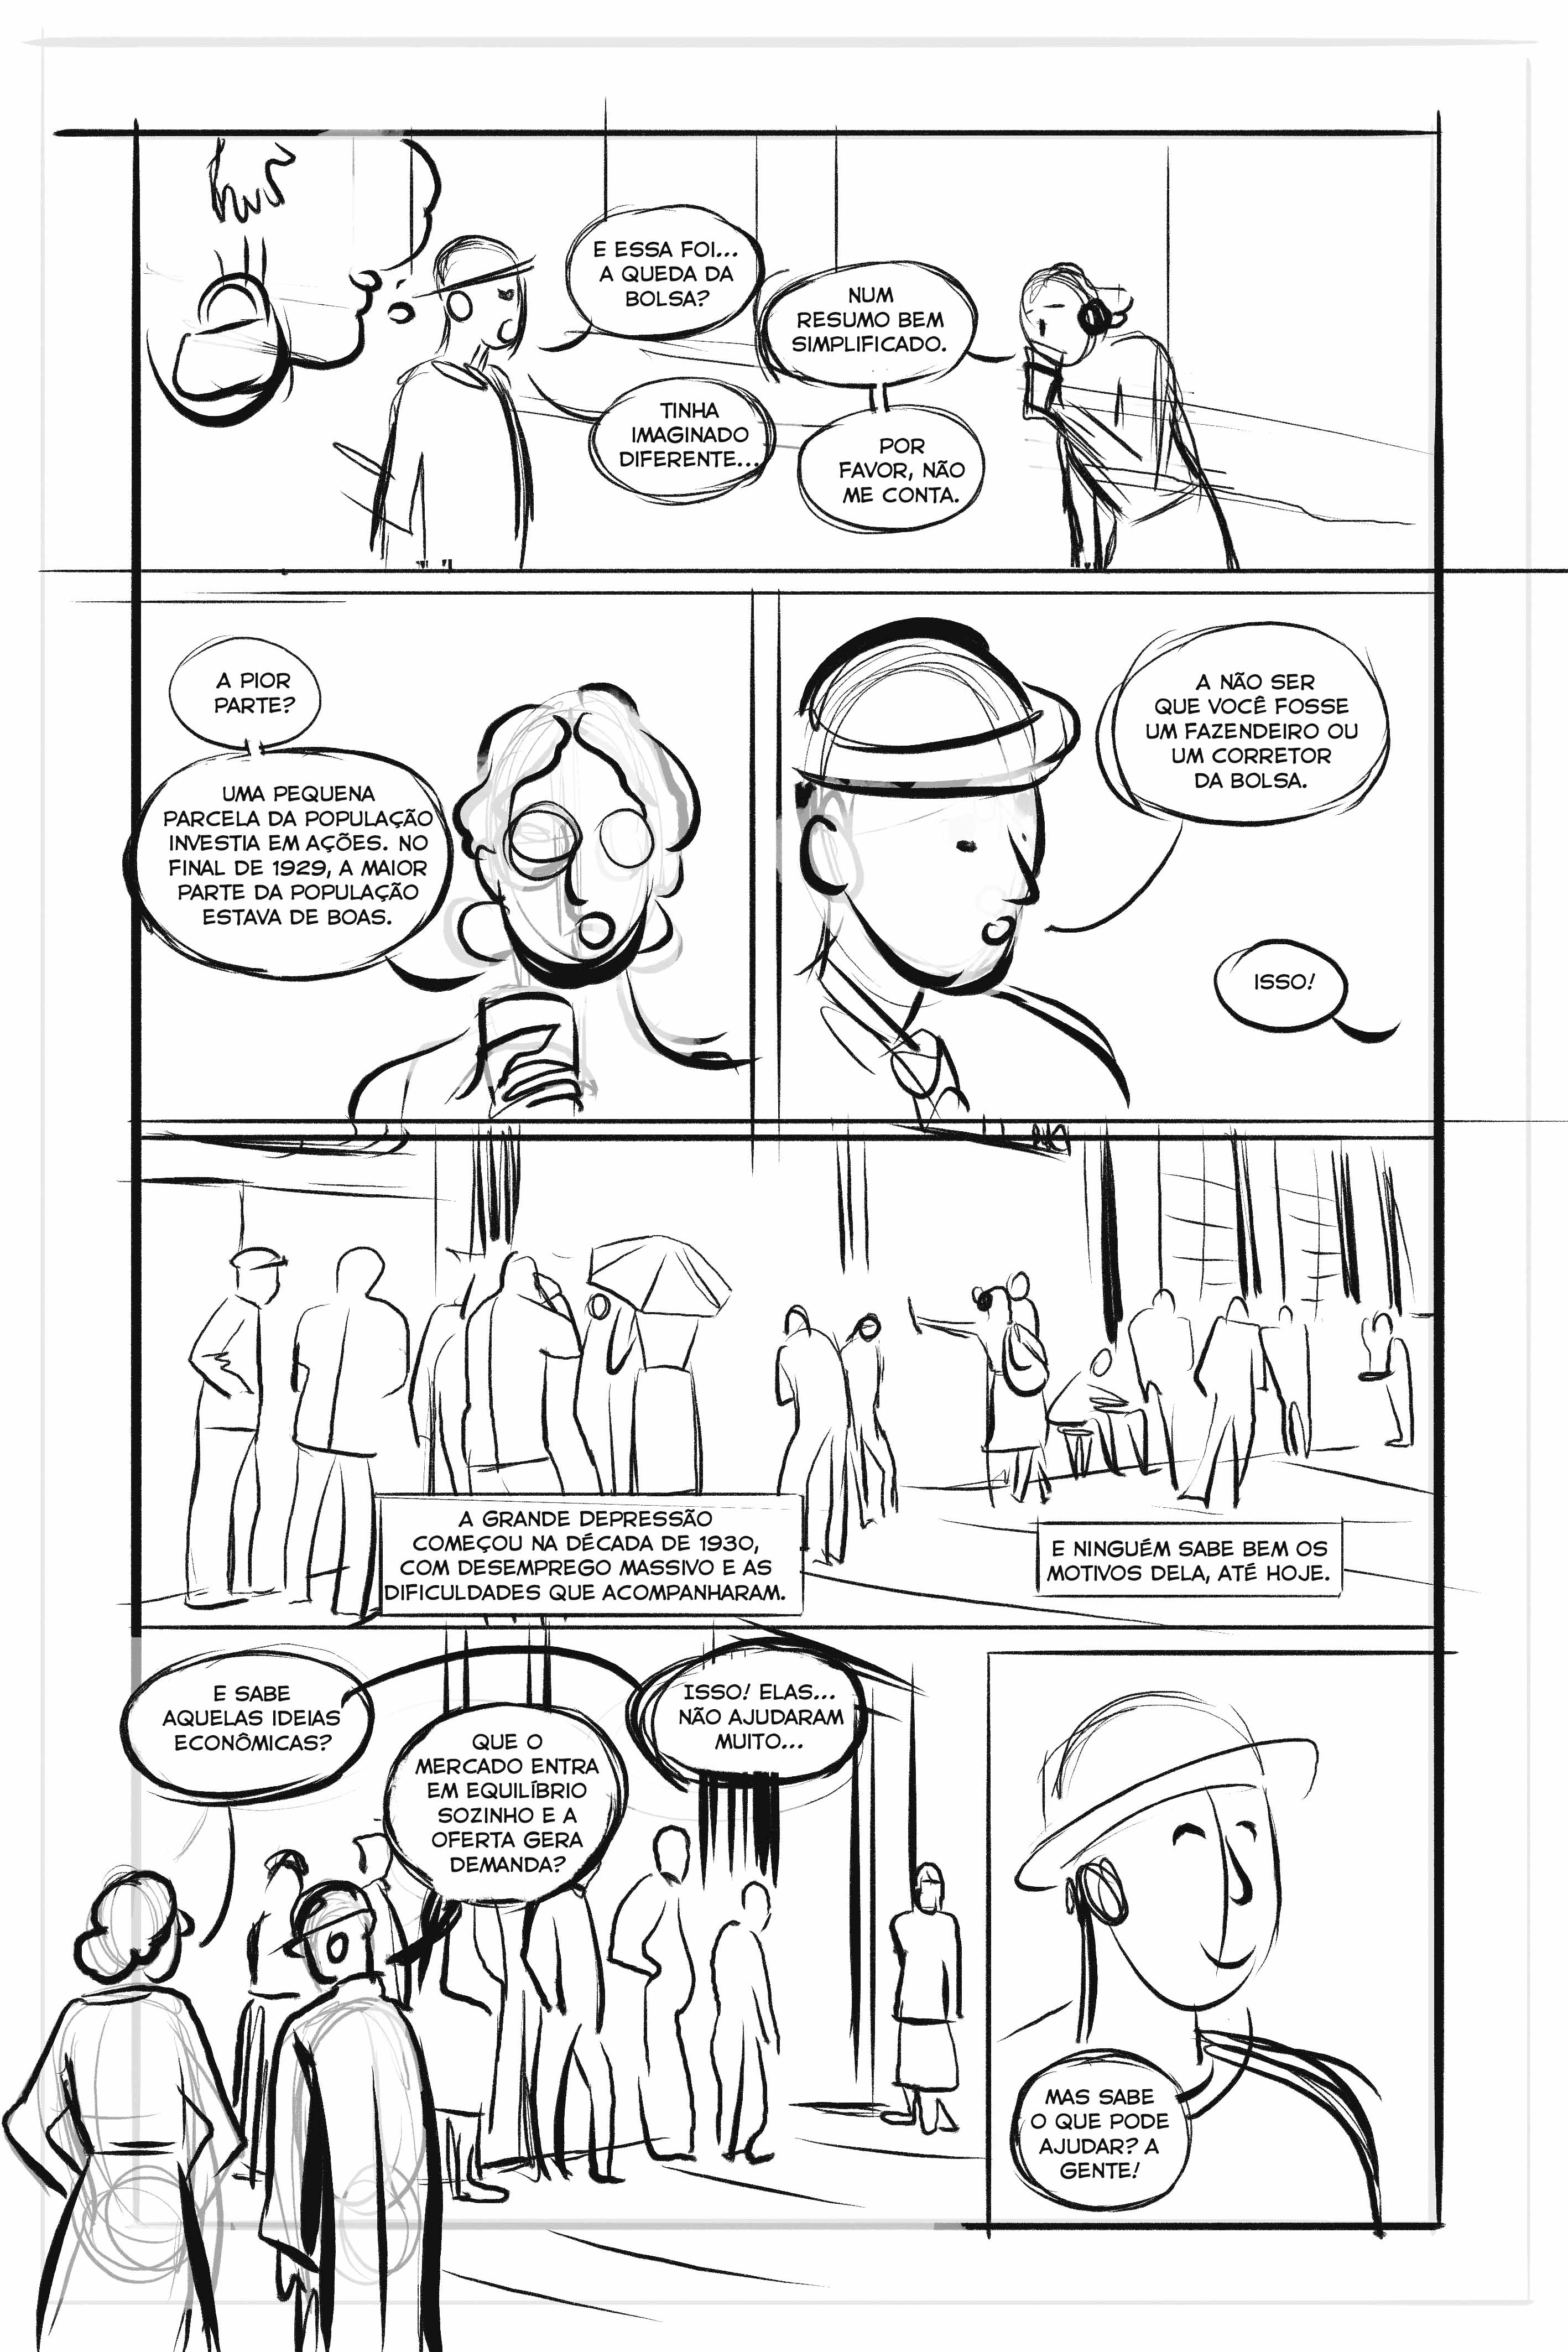 E ESSA FOI...
A QUEDA DA
BOLSA?
NUM
RESUMO BEM
SIMPLIFICADO.
TINHA
IMAGINADO
DIFERENTE...
POR
FAVOR, NÃO
ME CONTA.
A PIOR
PARTE?
UMA PEQUENA
PARCELA DA POPULAÇÃO
INVESTIA EM AÇÕES. NO
FINAL DE 1929, A MAIOR
PARTE DA POPULAÇÃO
ESTAVA DE BOAS.
A NÃO SER
QUE VOCÊ FOSSE
UM FAZENDEIRO OU
UM CORRETOR
DA BOLSA.
ISSO!
A GRANDE DEPRESSÃO
COMEÇOU NA DÉCADA DE 1930,
COM DESEMPREGO MASSIVO E AS
DIFICULDADES QUE ACOMPANHARAM.
E NINGUÉM SABE BEM OS
MOTIVOS DELA, ATÉ HOJE.
E SABE
AQUELAS IDEIAS
ECONÔMICAS?
QUE O
MERCADO ENTRA
EM EQUILÍBRIO
SOZINHO E A
OFERTA GERA
DEMANDA?
ISSO! ELAS...
NÃO AJUDARAM
MUITO...
MAS SABE
O QUE PODE
AJUDAR? A
GENTE!